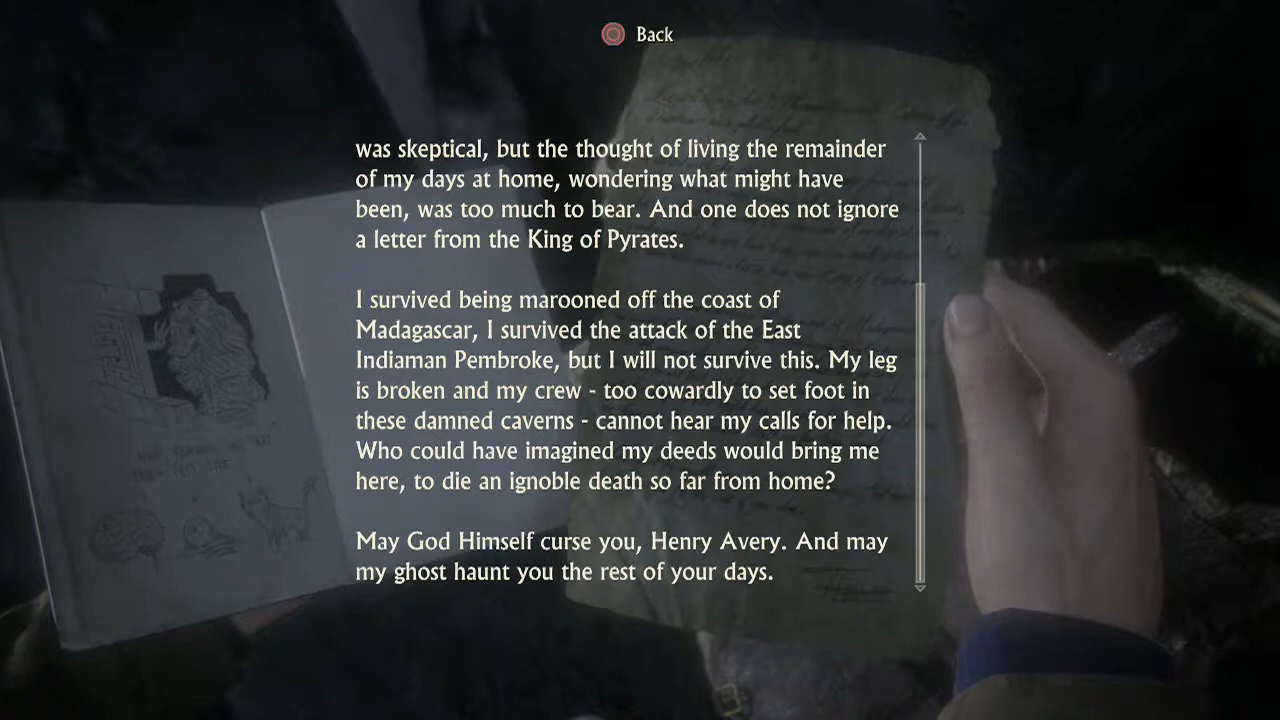 Back
was skeptical, but the thought of living the remainder
of my days at home, wondering what might have
been, was too much to bear. And one does not ignore
a letter from the King of Pyrates.
I survived being marooned off the coast of
Madagascar, I survived the attack of the East
Indiaman Pembroke, but I will not survive this. My leg
is broken and my crew - too cowardly to set foot in
these damned caverns - cannot hear my calls for help.
Who could have imagined my deeds would bring me
here, to die an ignoble death so far from home?
May God Himself curse you, Henry Avery. And may
my ghost haunt you the rest of your days.